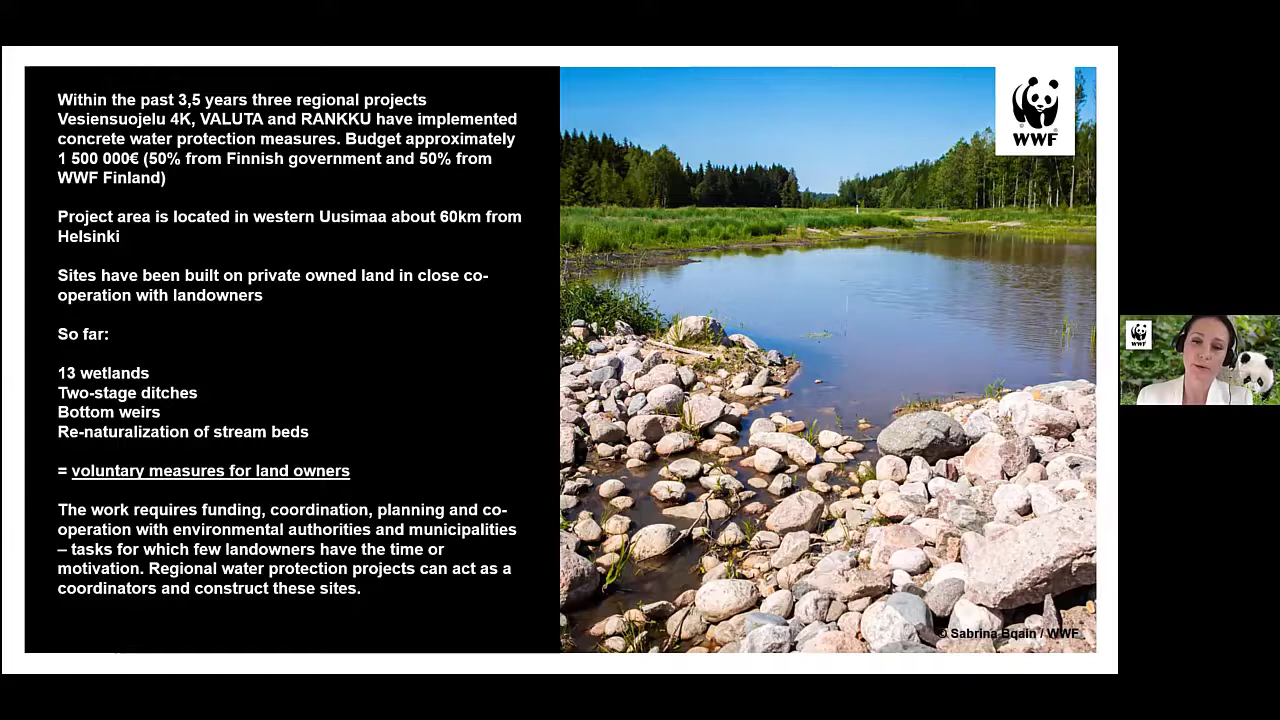 Within the past 3,5 years three regional projects
Vesiensuojelu 4K, VALUTA and RANKKU have implemented
concrete water protection measures. Budget approximately
1 500 000€ (50% from Finnish government and 50% from
WWF Finland)
Project area is located in western Uusimaa about 60km from
Helsinki
Sites have been built on private owned land in close co-
operation with landowners
So far:
13 wetlands
Two-stage ditches
Bottom weirs
Re-naturalization of stream beds
= voluntary measures for land owners
The work requires funding, coordination, planning and co-
operation with environmental authorities and municipalities
– tasks for which few landowners have the time or
motivation. Regional water protection projects can act as a
coordinators and construct these sites.
WWF
© Sabrina Bqain / WWF
WWF